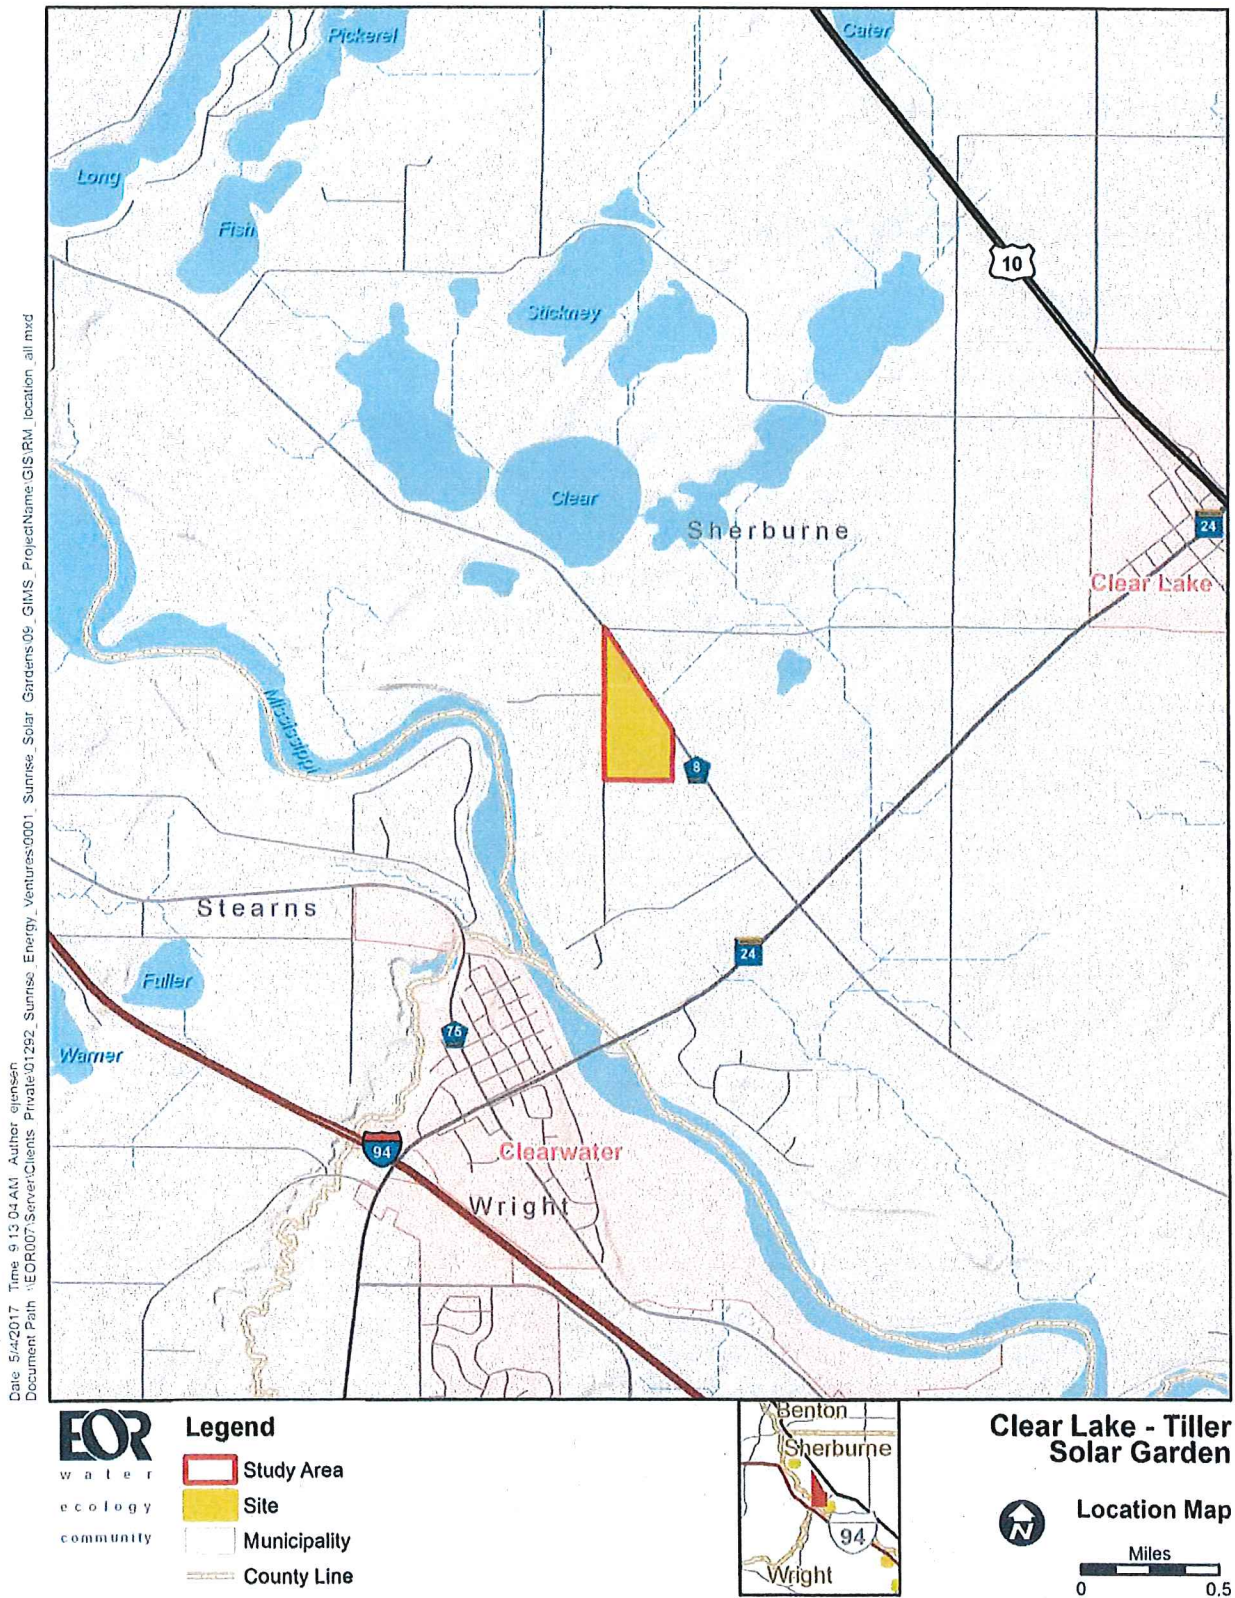 Pickerel
Cater
Long
Fish
10
Stickney
Clear
Sherburne
24
Clear Lake
Mississippi
8
Stearns
24
Fuller
75
Warner
94
Clearwater
Wright
Date 5/4/2017 Time 9 13 04 AM Author ejensen
Document Path \\EOR007\Server\Clients_Private\01292_Sunrise_Energy_Ventures\0001_Sunrise_Solar_Gardens\09_GIMS_ProjectName\GIS\RM_location_all mxd
EOR
water
ecology
community
Legend
Study Area
Site
Municipality
County Line
Benton
Sherburne
94
Wright
Clear Lake - Tiller
Solar Garden
N
Location Map
Miles
0 0.5